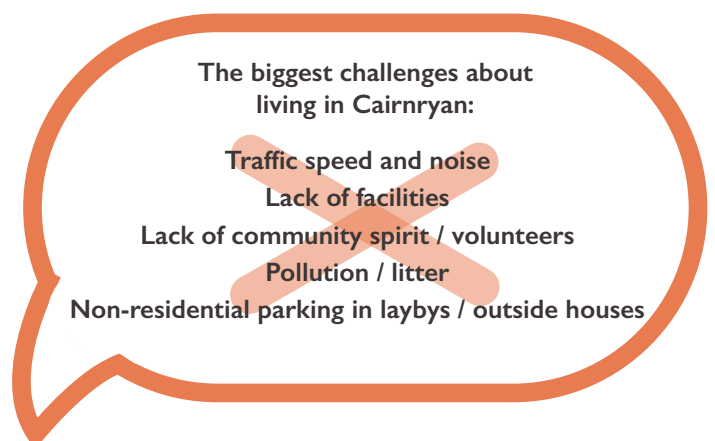 The biggest challenges about
living in Cairnryan:
Traffic speed and noise
Lack of facilities
Lack of community spirit / volunteers
Pollution / litter
Non-residential parking in laybys / outside houses